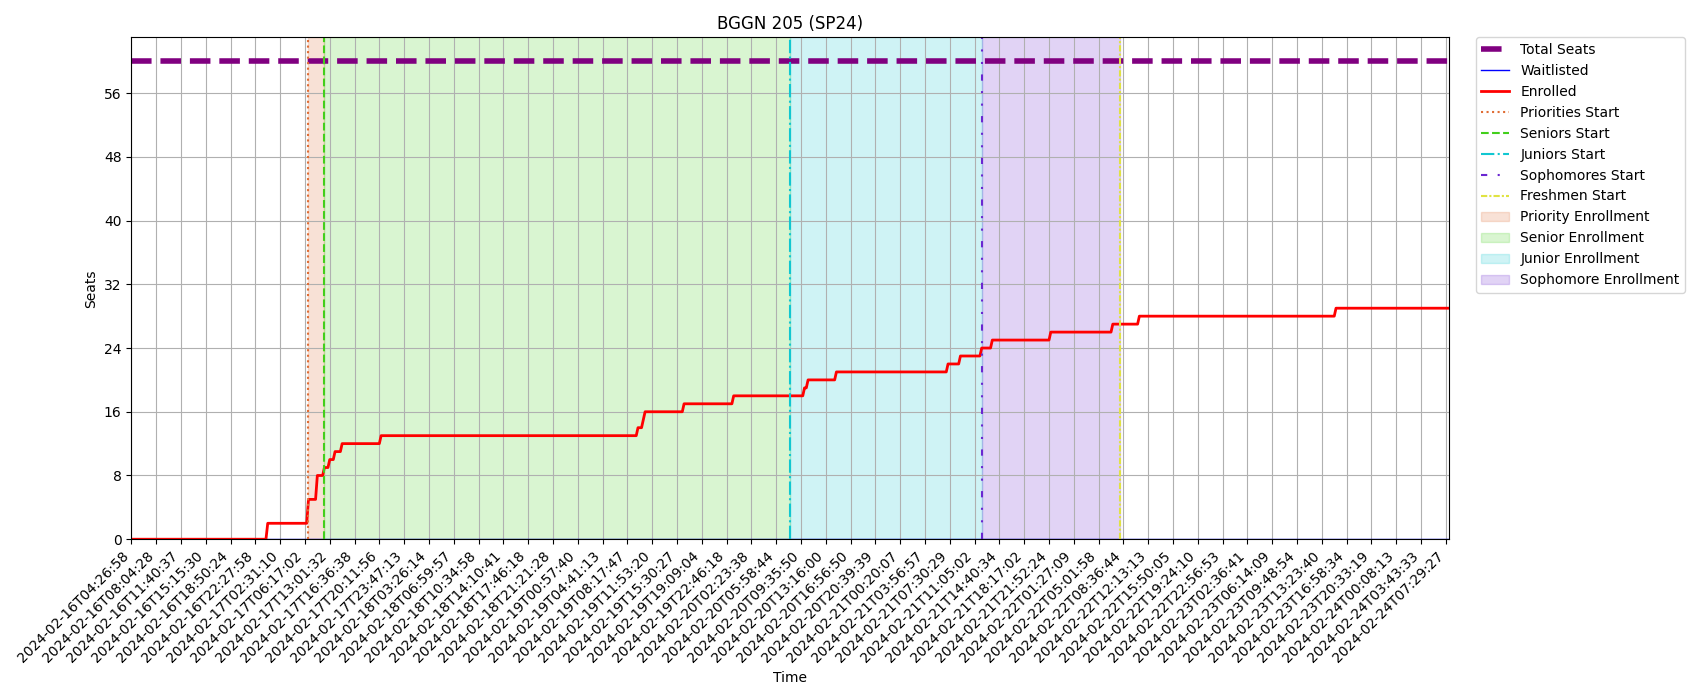 BGGN 205 (SP24)
Seats
56
48
40
32
24
16
8
0
2024-02-16T04:26:58
2024-02-16T08:04:28
2024-02-16T11:40:37
2024-02-16T15:15:30
2024-02-16T18:50:24
2024-02-16T22:27:58
2024-02-17T02:31:10
2024-02-17T06:17:02
2024-02-17T13:01:32
2024-02-17T16:36:38
2024-02-17T20:11:56
2024-02-17T23:47:13
2024-02-18T03:26:14
2024-02-18T06:59:57
2024-02-18T10:34:58
2024-02-18T14:10:41
2024-02-18T17:46:18
2024-02-18T21:21:28
2024-02-19T00:57:40
2024-02-19T04:41:13
2024-02-19T08:17:47
2024-02-19T11:53:20
2024-02-19T15:30:27
2024-02-19T19:09:04
2024-02-19T22:46:18
2024-02-20T02:23:38
2024-02-20T05:58:44
2024-02-20T09:35:50
2024-02-20T13:16:00
2024-02-20T16:56:50
2024-02-20T20:39:39
2024-02-21T00:20:07
2024-02-21T03:56:57
2024-02-21T07:30:29
2024-02-21T11:05:02
2024-02-21T14:40:34
2024-02-21T18:17:02
2024-02-21T21:52:24
2024-02-22T01:27:09
2024-02-22T05:01:58
2024-02-22T08:36:44
2024-02-22T12:13:13
2024-02-22T15:50:05
2024-02-22T19:24:10
2024-02-22T22:56:53
2024-02-23T02:36:41
2024-02-23T06:14:09
2024-02-23T09:48:54
2024-02-23T13:23:40
2024-02-23T16:58:34
2024-02-23T20:33:19
2024-02-24T00:08:13
2024-02-24T03:43:33
2024-02-24T07:29:27
Time
Total Seats
Waitlisted
Enrolled
Priorities Start
Seniors Start
Juniors Start
Sophomores Start
Freshmen Start
Priority Enrollment
Senior Enrollment
Junior Enrollment
Sophomore Enrollment